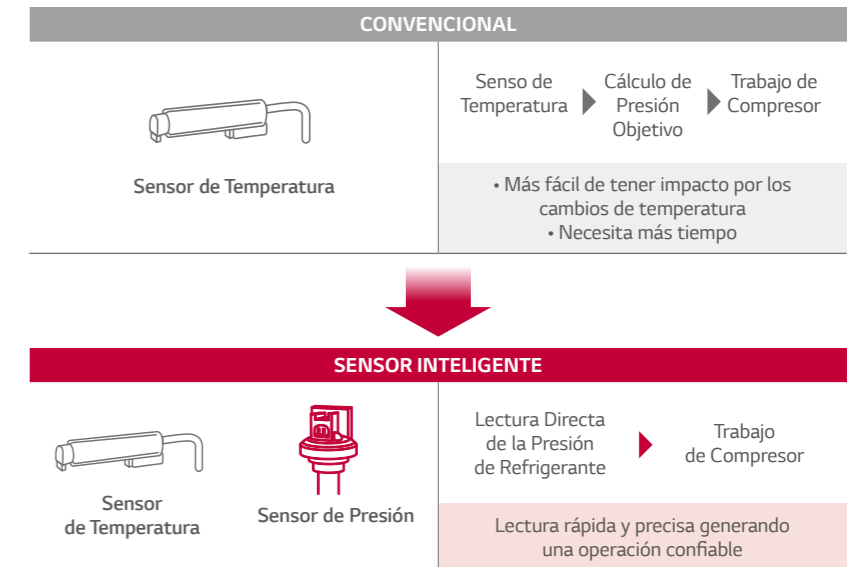 CONVENCIONAL
Sensor de Temperatura
Senso de
Temperatura
Cálculo de
Presión
Objetivo
Trabajo de
Compresor
• Más fácil de tener impacto por los
cambios de temperatura
• Necesita más tiempo
SENSOR INTELIGENTE
Sensor
de Temperatura
Sensor de Presión
Lectura Directa
de la Presión
de Refrigerante
Trabajo
de Compresor
Lectura rápida y precisa generando
una operación confiable